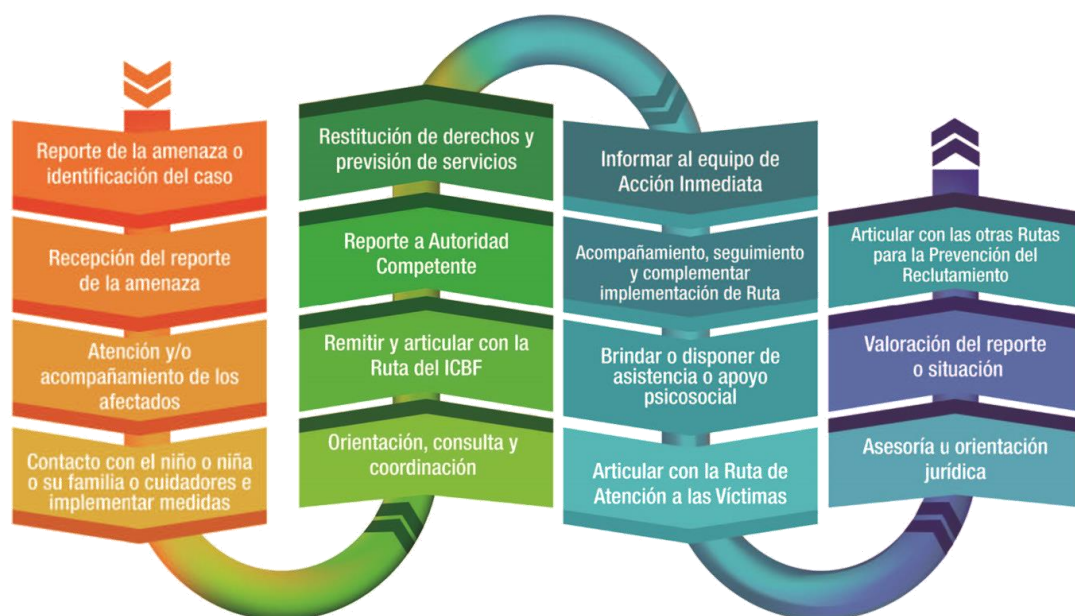 Reporte de la amenaza o
identificación del caso
Recepción del reporte
de la amenaza
Atención y/o
acompañamiento de los
afectados
Contacto con el niño o niña
o su familia o cuidadores e
implementar medidas
Restitución de derechos y
previsión de servicios
Reporte a Autoridad
Competente
Remitir y articular con la
Ruta del ICBF
Orientación, consulta y
coordinación
Informar al equipo de
Acción Inmediata
Acompañamiento, seguimiento
y complementar
implementación de Ruta
Brindar o disponer de
asistencia o apoyo
psicosocial
Articular con la Ruta de
Atención a las Víctimas
Articular con las otras Rutas
para la Prevención del
Reclutamiento
Valoración del reporte
o situación
Asesoría u orientación
jurídica